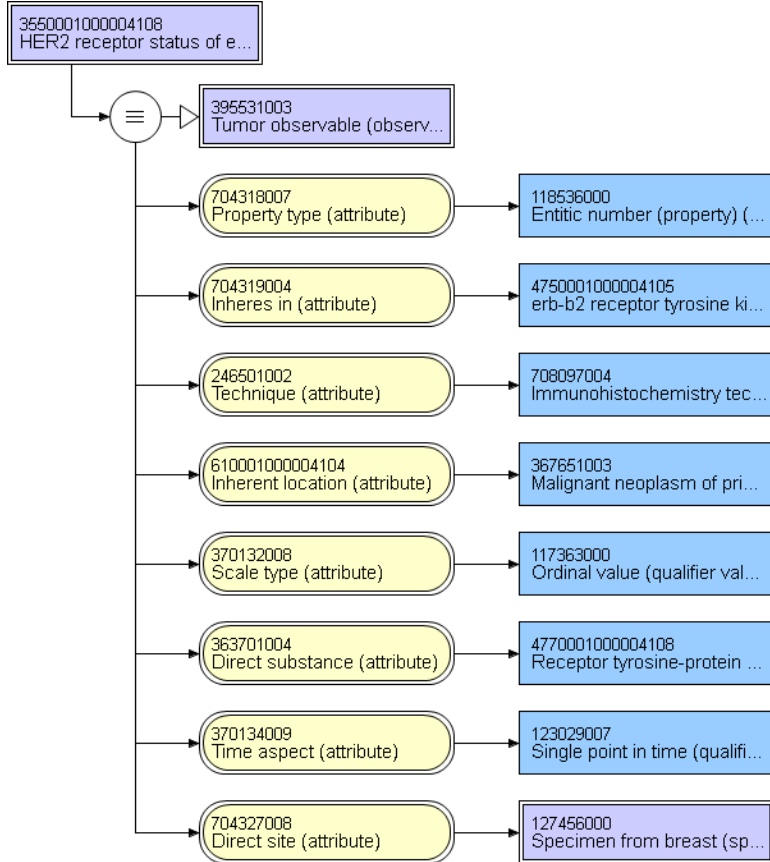 3550001000004108
HER2 receptor status of e...
395531003
Tumor observable (observ...
704318007
Property type (attribute)
118536000
Entitic number (property) (...
704319004
Inheres in (attribute)
4750001000004105
erb-b2 receptor tyrosine ki...
246501002
Technique (attribute)
708097004
Immunohistochemistry tec...
610001000004104
Inherent location (attribute)
367651003
Malignant neoplasm of pri...
370132008
Scale type (attribute)
117363000
Ordinal value (qualifier val...
363701004
Direct substance (attribute)
4770001000004108
Receptor tyrosine-protein ...
370134009
Time aspect (attribute)
123029007
Single point in time (qualifi...
704327008
Direct site (attribute)
127456000
Specimen from breast (sp...